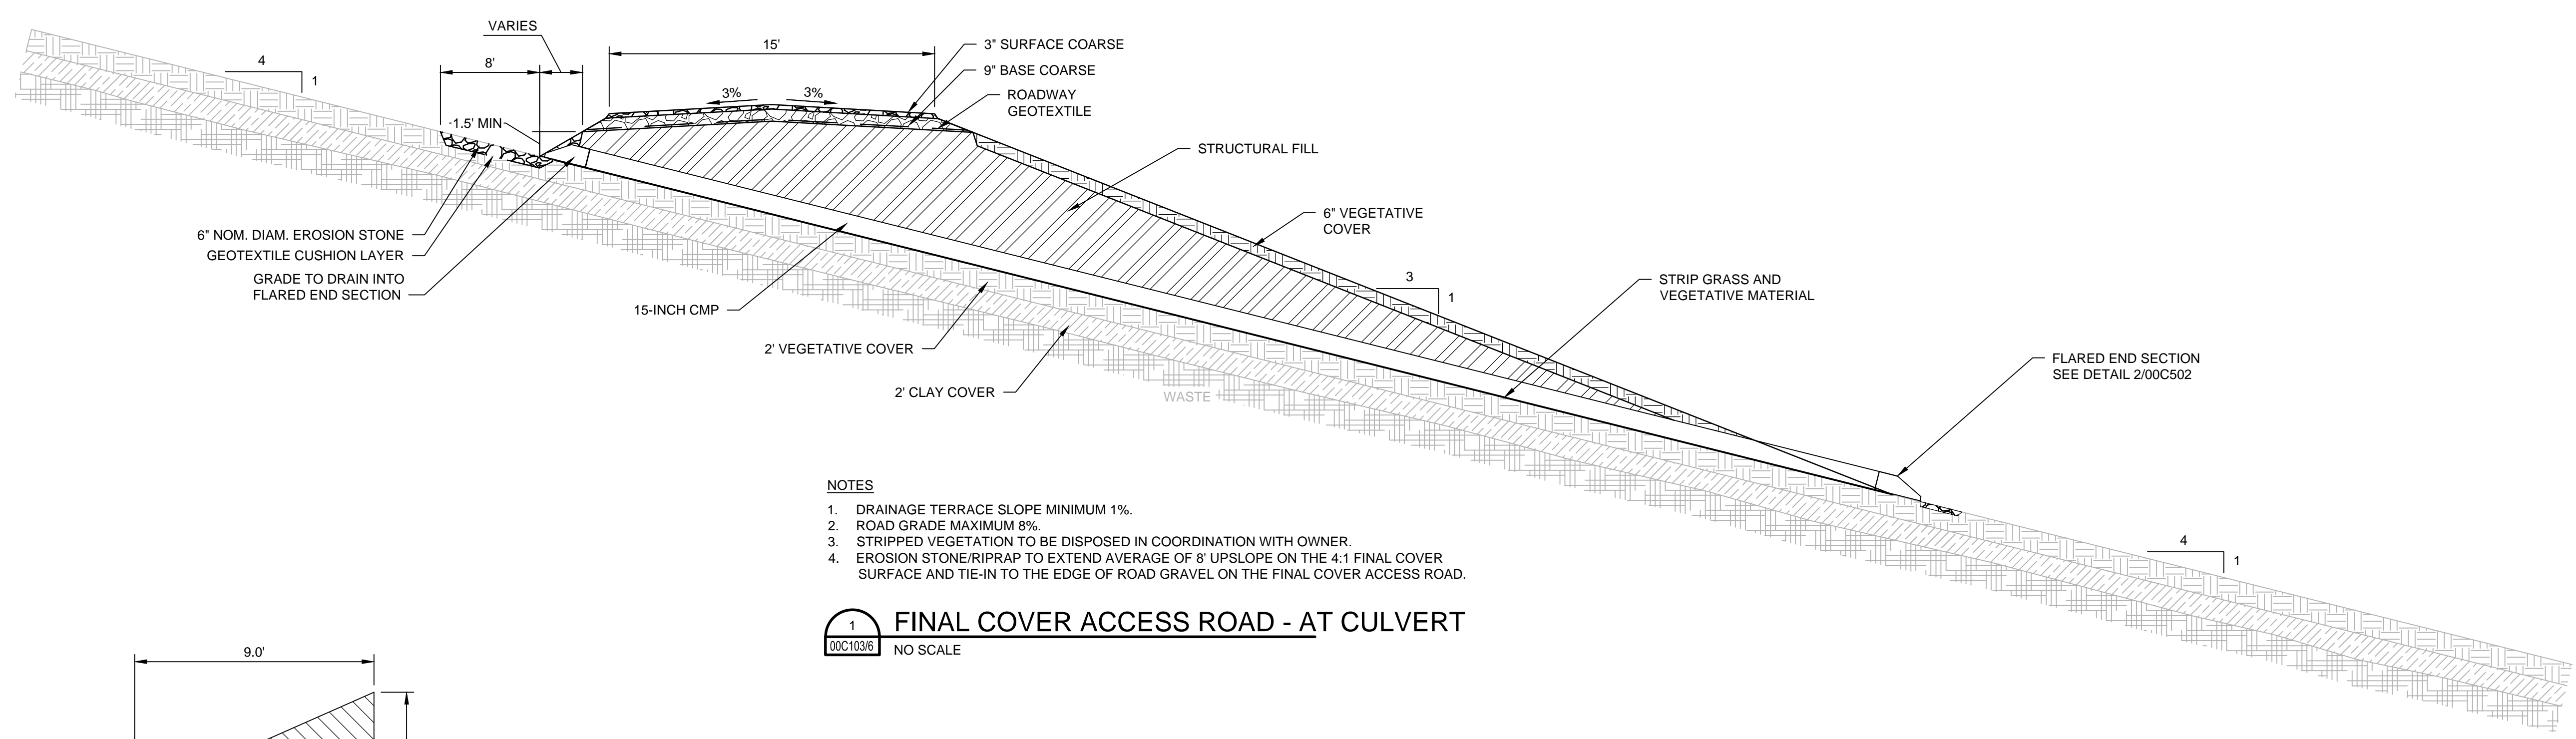 VARIES
15'
8'
4
1
3" SURFACE COARSE
9" BASE COARSE
ROADWAY
GEOTEXTILE
3%
3%
1.5' MIN
STRUCTURAL FILL
6" VEGETATIVE
COVER
6" NOM. DIAM. EROSION STONE
GEOTEXTILE CUSHION LAYER
GRADE TO DRAIN INTO
FLARED END SECTION
3
1
STRIP GRASS AND
VEGETATIVE MATERIAL
15-INCH CMP
2' VEGETATIVE COVER
2' CLAY COVER
WASTE
FLARED END SECTION
SEE DETAIL 2/00C502
4
1
NOTES
1. DRAINAGE TERRACE SLOPE MINIMUM 1%.
2. ROAD GRADE MAXIMUM 8%.
3. STRIPPED VEGETATION TO BE DISPOSED IN COORDINATION WITH OWNER.
4. EROSION STONE/RIPRAP TO EXTEND AVERAGE OF 8' UPSLOPE ON THE 4:1 FINAL COVER
SURFACE AND TIE-IN TO THE EDGE OF ROAD GRAVEL ON THE FINAL COVER ACCESS ROAD.
1
00C103/6
FINAL COVER ACCESS ROAD - AT CULVERT
NO SCALE
9.0'